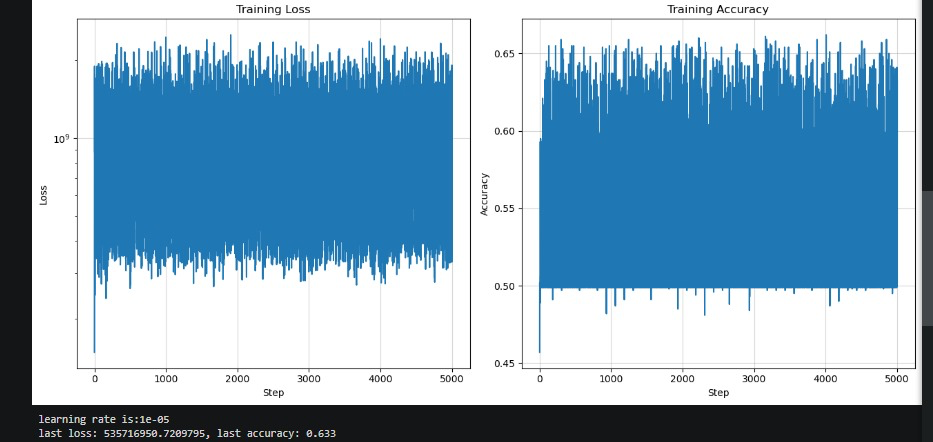 Training Loss
Training Accuracy
10⁹
Loss
0 1000 2000 3000 4000 5000
Step
0.65
0.60
0.55
0.50
0.45
Accuracy
0 1000 2000 3000 4000 5000
Step
learning rate is:1e-05
last loss: 535716950.7209795, last accuracy: 0.633